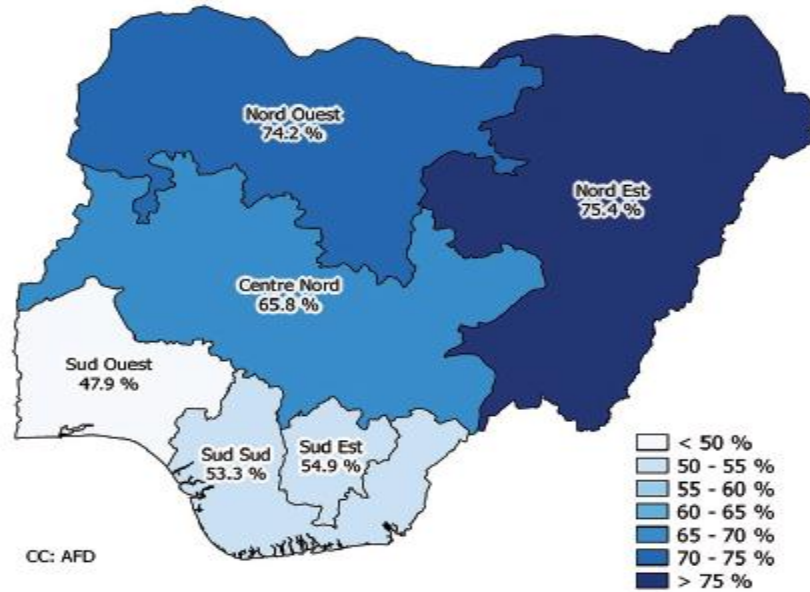 Nord Ouest
74.2 %
Nord Est
75.4 %
Centre Nord
65.8 %
Sud Ouest
47.9 %
Sud Sud
53.3 %
Sud Est
54.9 %
< 50 %
50 - 55 %
55 - 60 %
60 - 65 %
65 - 70 %
70 - 75 %
> 75 %
CC: AFD